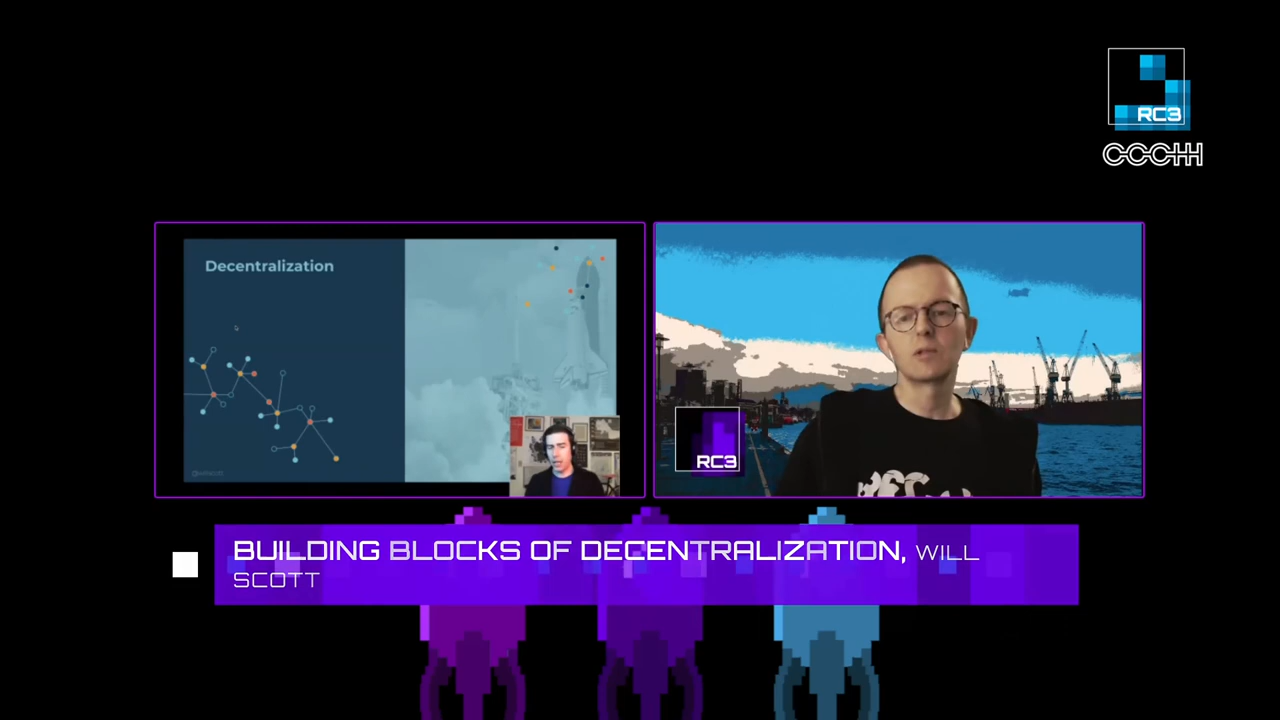 RC3
CCCHH
Decentralization
RC3
BUILDING BLOCKS OF DECENTRALIZATION, WILL
SCOTT